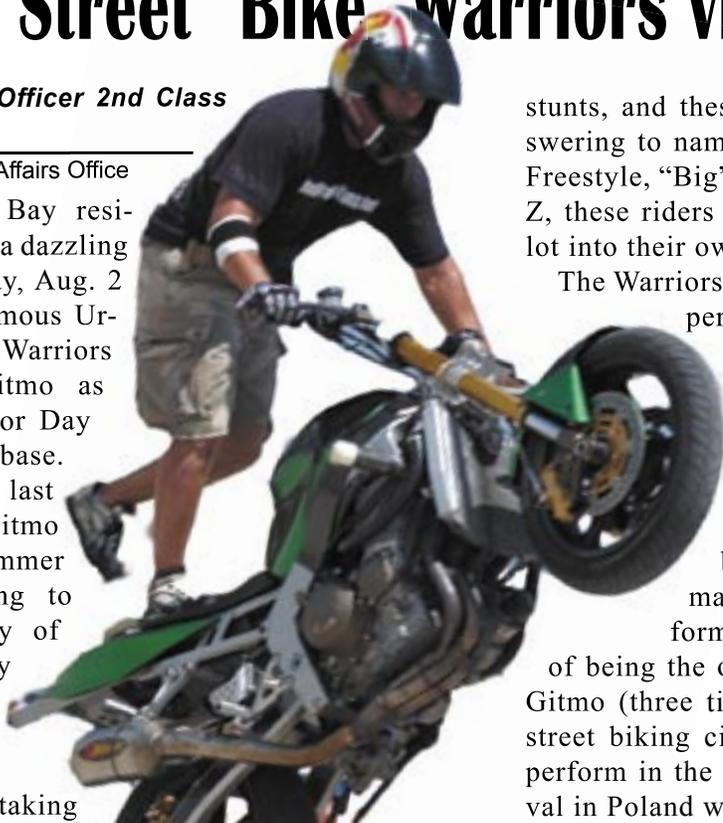 Street Bike Warriors vi
Officer 2nd Class
Affairs Office
Bay resi-
a dazzling
y, Aug. 2
mous Ur-
Warriors
itmo as
or Day
base.
last
itmo
mmer
ng to
y of
y
taking
stunts, and thes
swering to nam
Freestyle, “Big”
Z, these riders
lot into their ow
The Warriors
per
ma
form
of being the o
Gitmo (three ti
street biking ci
perform in the
val in Poland w